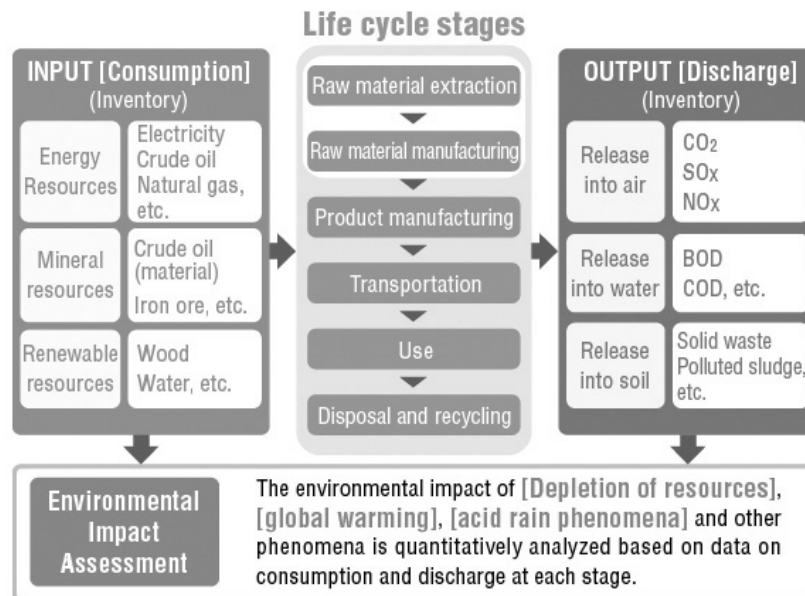 Life cycle stages
INPUT [Consumption]
(Inventory)
Energy
Resources
Electricity
Crude oil
Natural gas,
etc.
Mineral
resources
Crude oil
(material)
Iron ore, etc.
Renewable
resources
Wood
Water, etc.
Raw material extraction
Raw material manufacturing
Product manufacturing
Transportation
Use
Disposal and recycling
OUTPUT [Discharge]
(Inventory)
Release
into air
CO2
SOx
NOx
Release
into water
BOD
COD, etc.
Release
into soil
Solid waste
Polluted sludge,
etc.
Environmental
Impact
Assessment
The environmental impact of [Depletion of resources],
[global warming], [acid rain phenomena] and other
phenomena is quantitatively analyzed based on data on
consumption and discharge at each stage.